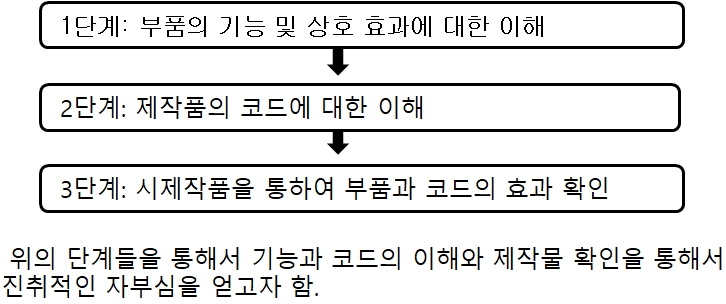 1단계: 부품의 기능 및 상호 효과에 대한 이해
2단계: 제작품의 코드에 대한 이해
3단계: 시제작품을 통하여 부품과 코드의 효과 확인
위의 단계들을 통해서 기능과 코드의 이해와 제작물 확인을 통해서
진취적인 자부심을 얻고자 함.